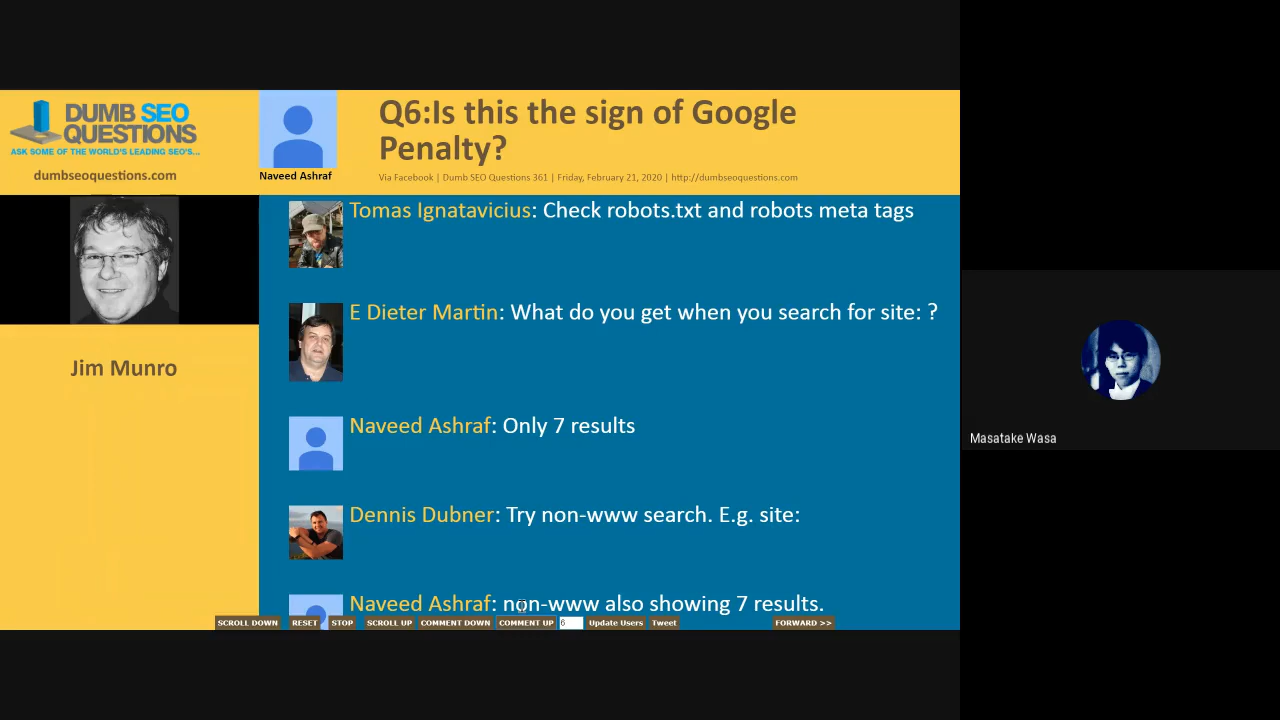 DUMB SEO
QUESTIONS
ASK SOME OF THE WORLD'S LEADING SEO'S...
dumbseoquestions.com
Naveed Ashraf
Q6:Is this the sign of Google
Penalty?
Via Facebook | Dumb SEO Questions 361 | Friday, February 21, 2020 | http://dumbseoquestions.com
Jim Munro
Tomas Ignatavicius: Check robots.txt and robots meta tags
E Dieter Martin: What do you get when you search for site: ?
Naveed Ashraf: Only 7 results
Dennis Dubner: Try non-www search. E.g. site:
Naveed Ashraf: non-www also showing 7 results.
SCROLL DOWN RESET STOP SCROLL UP COMMENT DOWN COMMENT UP 6 Update Users Tweet FORWARD >>
Masatake Wasa